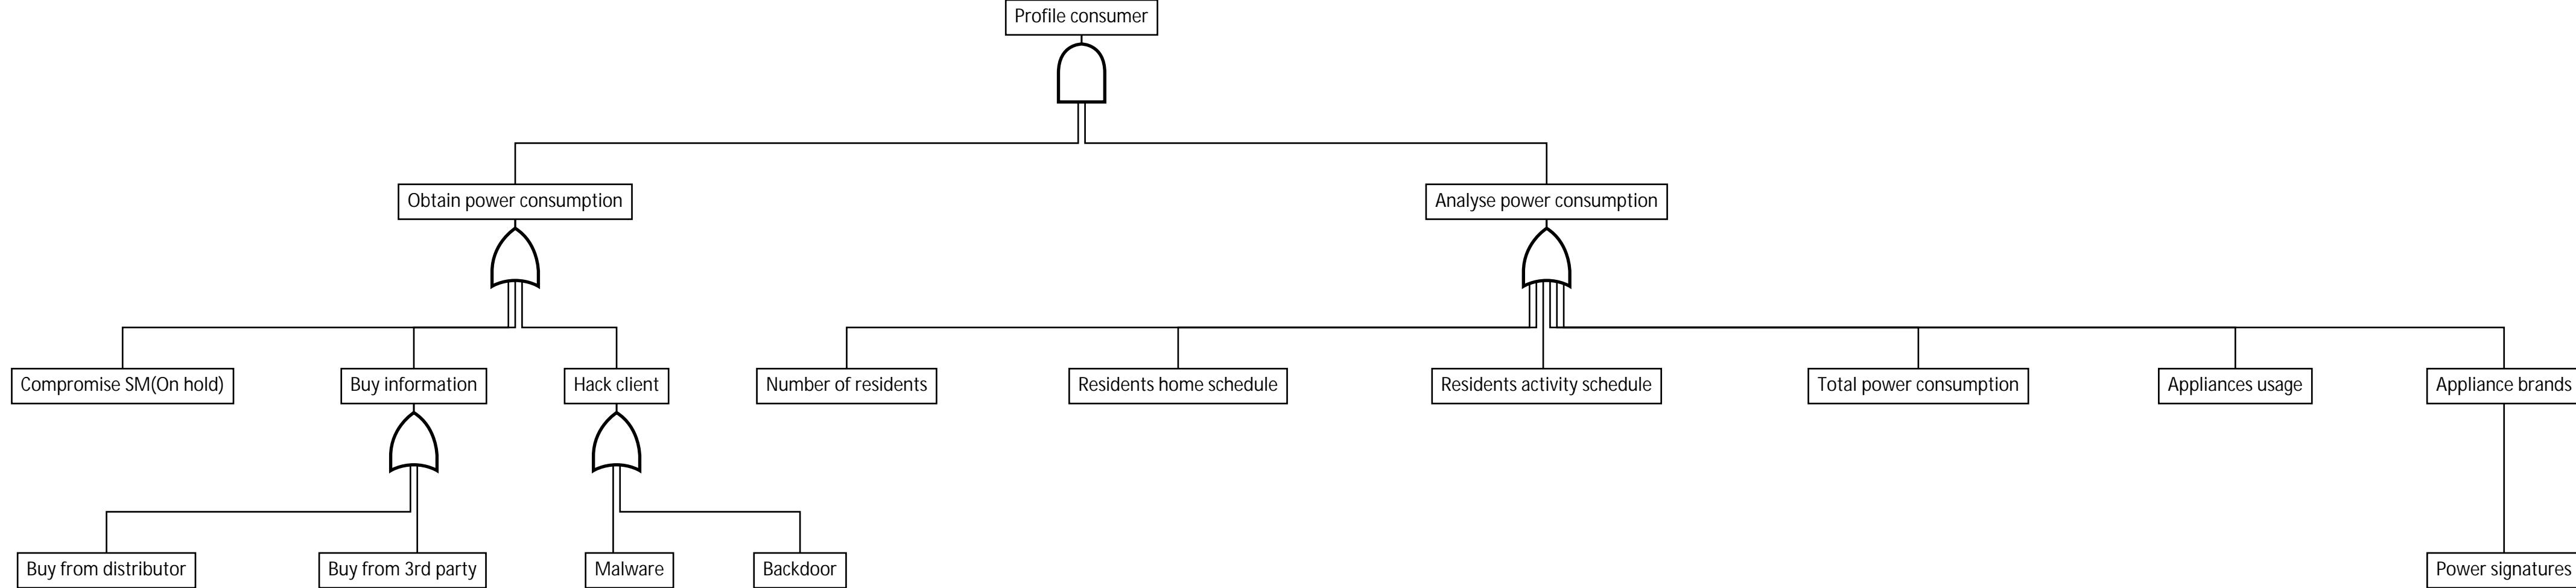 Profile consumer
Obtain power consumption
Analyse power consumption
Compromise SM(On hold)
Buy information
Hack client
Number of residents
Residents home schedule
Residents activity schedule
Total power consumption
Appliances usage
Appliance brands
Buy from distributor
Buy from 3rd party
Malware
Backdoor
Power signatures